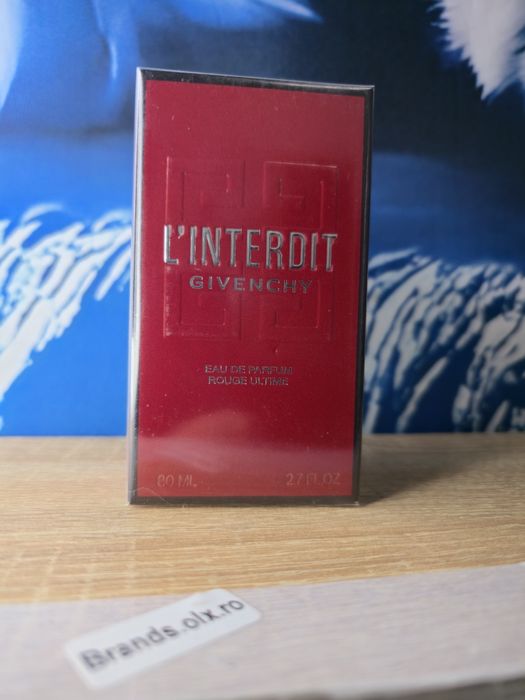 L'INTERDIT
GIVENCHY
EAU DE PARFUM
ROUGE ULTIME
80 ML 2.7 FL.OZ
Brands.olx.ro